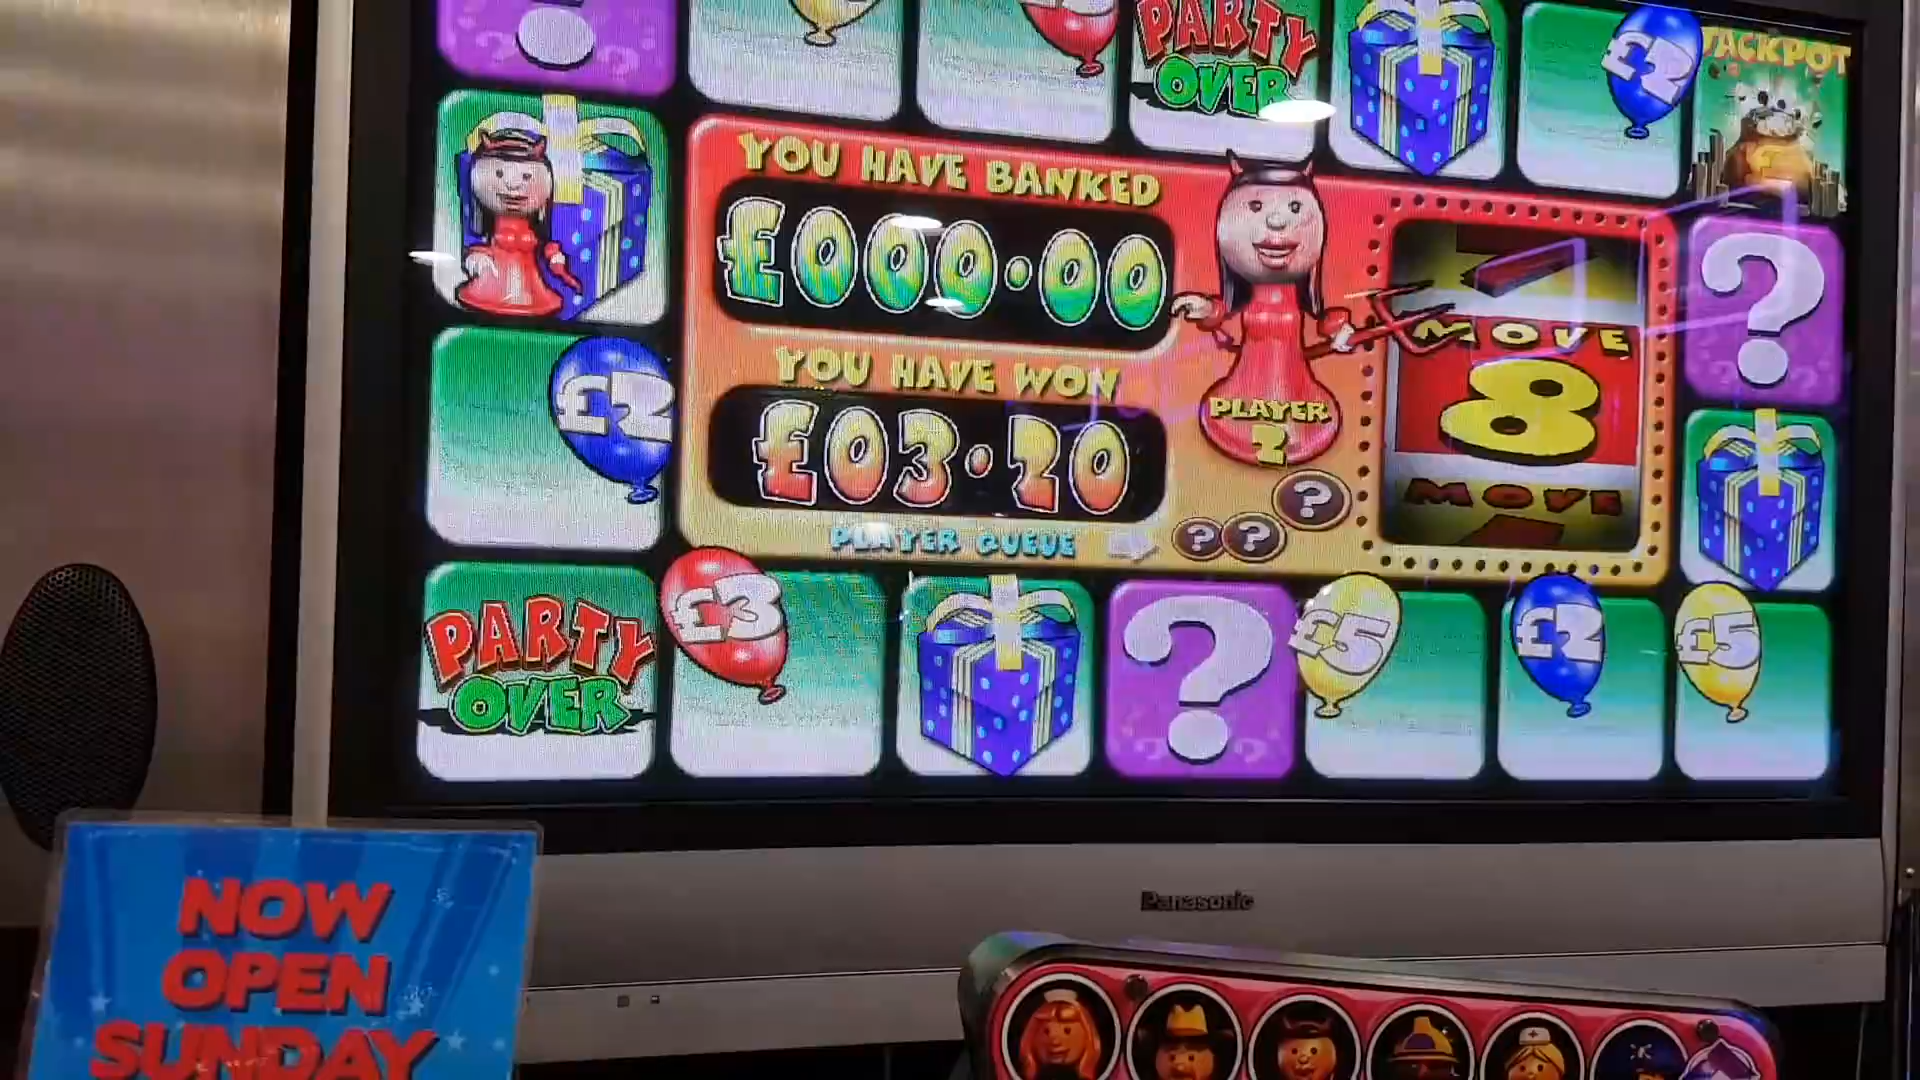 ?
PARTY
OVER
£2
JACKPOT
YOU HAVE BANKED
£000.00
YOU HAVE WON
£03.20
PLAYER QUEUE
? ? ?
PLAYER
2
MOVE
8
MOVE
?
£2
PARTY
OVER
£3
?
£5
£2
£5
Panasonic
NOW
OPEN
SUNDAY